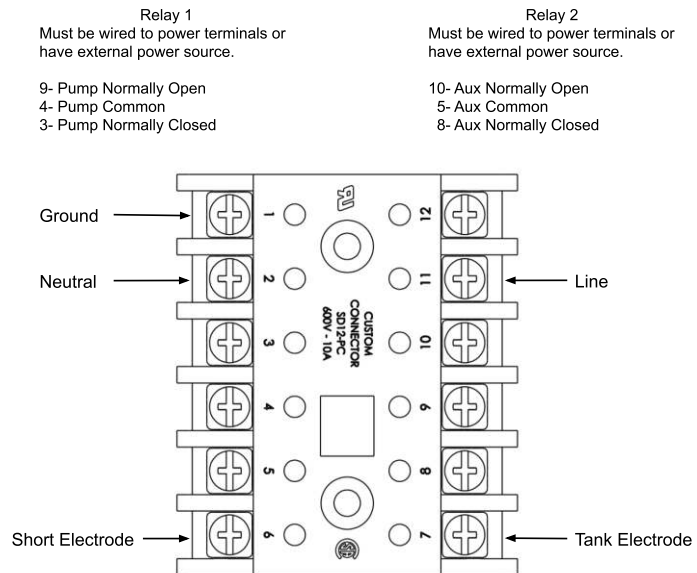 Relay 1
Must be wired to power terminals or
have external power source.
9- Pump Normally Open
4- Pump Common
3- Pump Normally Closed
Relay 2
Must be wired to power terminals or
have external power source.
10- Aux Normally Open
5- Aux Common
8- Aux Normally Closed
Ground
Neutral
Short Electrode
1
2
3
4
5
6
CUSTOM
CONNECTOR
SD12-PC
600V - 10A
12
11
10
9
8
7
Line
Tank Electrode